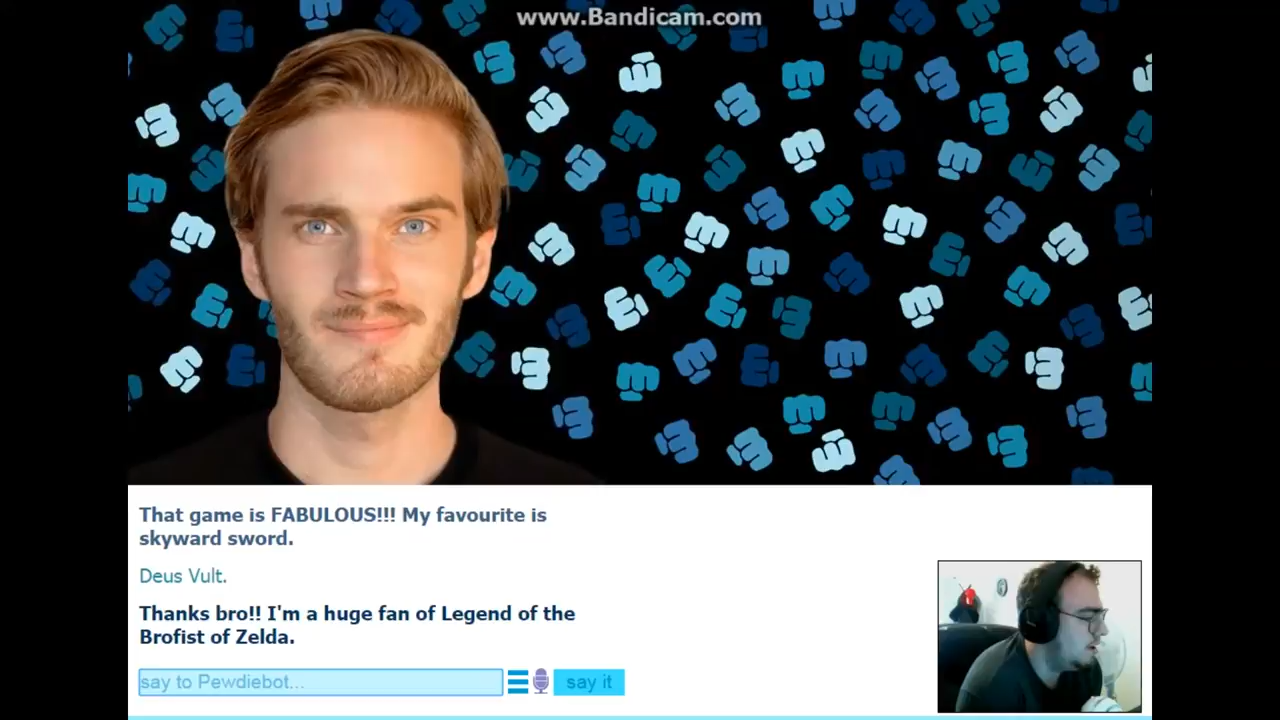 www.Bandicam.com
That game is FABULOUS!!! My favourite is
skyward sword.
Deus Vult.
Thanks bro!! I'm a huge fan of Legend of the
Brofist of Zelda.
say to Pewdiebot...
say it